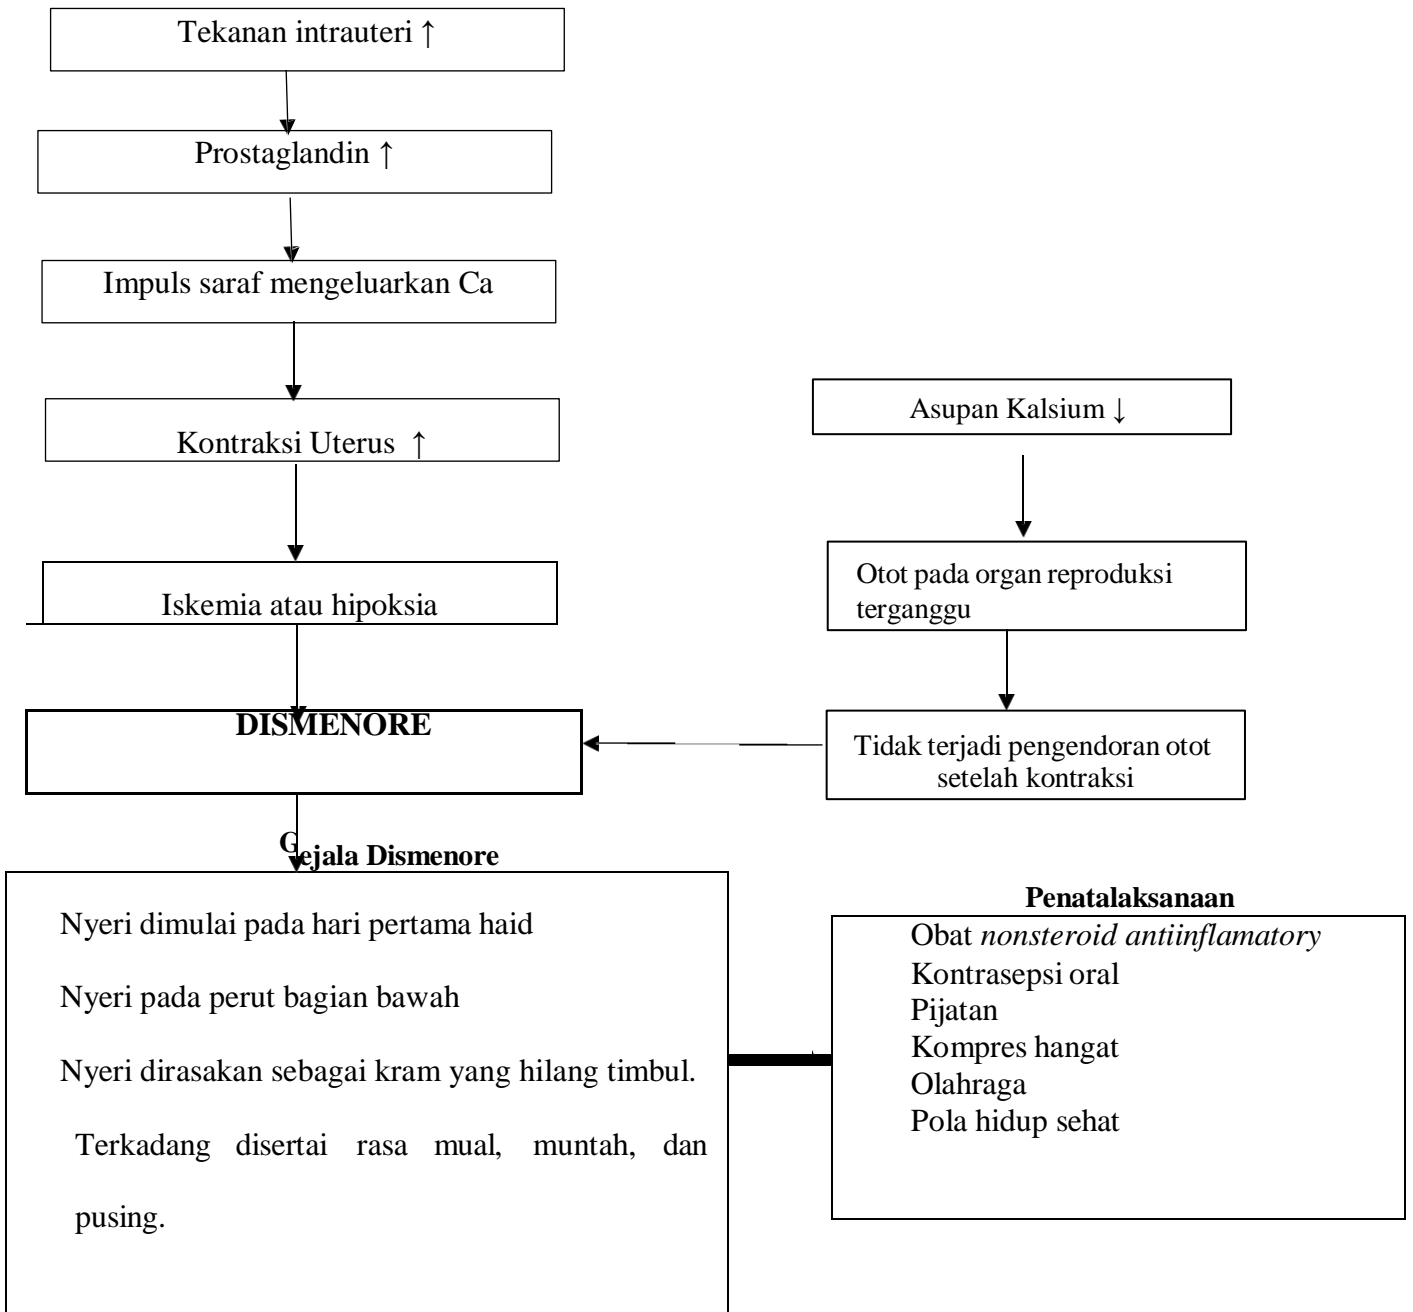 Tekanan intrauteri ↑
Prostaglandin ↑
Impuls saraf mengeluarkan Ca
Kontraksi Uterus ↑
Iskemia atau hipoksia
Asupan Kalsium ↓
Otot pada organ reproduksi
terganggu
Tidak terjadi pengendoran otot
setelah kontraksi
DISMENORE
Gejala Dismenore
Nyeri dimulai pada hari pertama haid
Nyeri pada perut bagian bawah
Nyeri dirasakan sebagai kram yang hilang timbul.
Terkadang disertai rasa mual, muntah, dan
pusing.
Penatalaksanaan
Obat nonsteroid antiinflamatory
Kontrasepsi oral
Pijatan
Kompres hangat
Olahraga
Pola hidup sehat